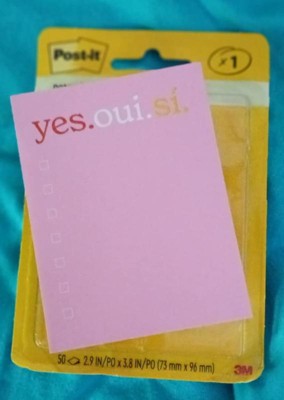 Post-it
x1
yes.oui.sí.
50 2.9 IN/PO x 3.8 IN/PO (73 mm x 96 mm)
3M